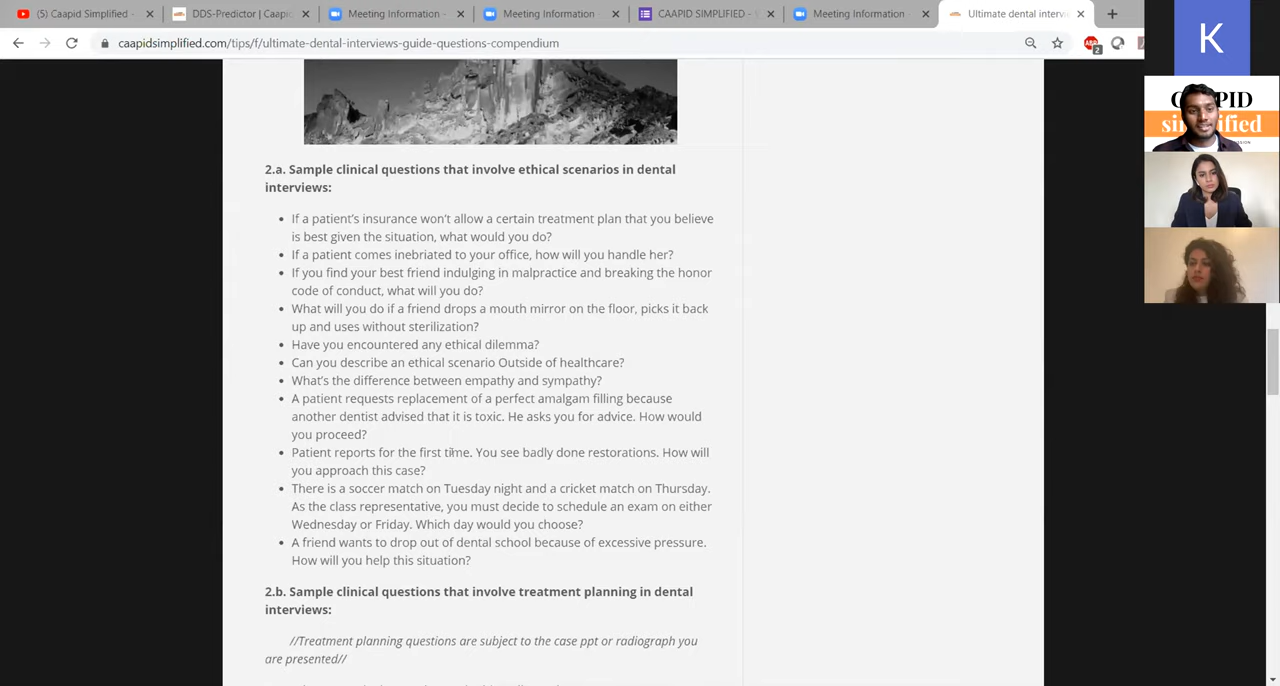 (5) Caapid Simplified -
DDS-Predictor | Caapi
Meeting Information -
Meeting Information
CAAPID SIMPLIFIED -
Meeting Information
Ultimate dental intervi
caapidsimplified.com/tips/f/ultimate-dental-interviews-guide-questions-compendium
ABP
2
K
2.a. Sample clinical questions that involve ethical scenarios in dental
interviews:
If a patient's insurance won't allow a certain treatment plan that you believe
is best given the situation, what would you do?
If a patient comes inebriated to your office, how will you handle her?
If you find your best friend indulging in malpractice and breaking the honor
code of conduct, what will you do?
What will you do if a friend drops a mouth mirror on the floor, picks it back
up and uses without sterilization?
Have you encountered any ethical dilemma?
Can you describe an ethical scenario Outside of healthcare?
What's the difference between empathy and sympathy?
A patient requests replacement of a perfect amalgam filling because
another dentist advised that it is toxic. He asks you for advice. How would
you proceed?
Patient reports for the first time. You see badly done restorations. How will
you approach this case?
There is a soccer match on Tuesday night and a cricket match on Thursday.
As the class representative, you must decide to schedule an exam on either
Wednesday or Friday. Which day would you choose?
A friend wants to drop out of dental school because of excessive pressure.
How will you help this situation?
2.b. Sample clinical questions that involve treatment planning in dental
interviews:
//Treatment planning questions are subject to the case ppt or radiograph you
are presented//